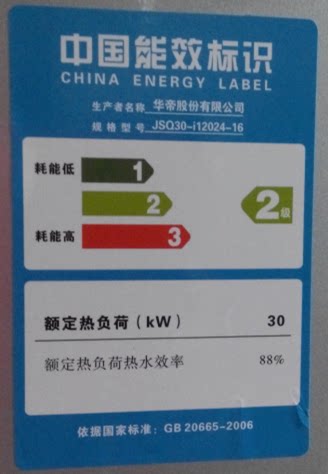 中国能效标识
CHINA ENERGY LABEL
生产者名称 华帝股份有限公司
规格型号 JSQ30-i12024-16
耗能低 1
2 2级
耗能高 3
额定热负荷（kW） 30
额定热负荷热水效率 88%
依据国家标准：GB 20665-2006